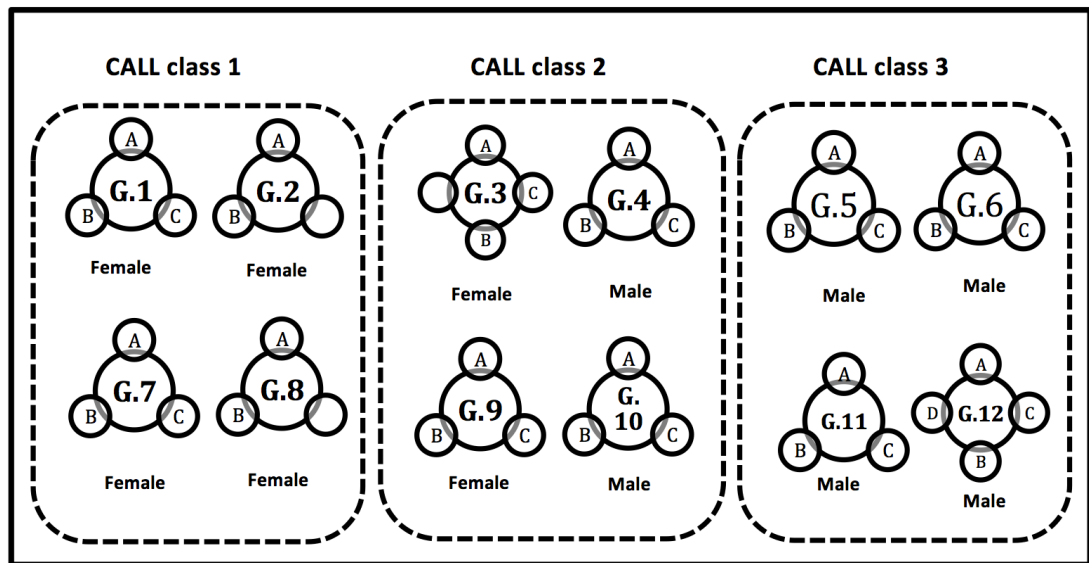 CALL class 1
A
G.1
B
C
Female
A
G.2
B
Female
A
G.7
B
C
Female
A
G.8
B
Female
CALL class 2
A
G.3
C
B
Female
A
G.4
B
C
Male
A
G.9
B
C
Female
A
G.
10
B
C
Male
CALL class 3
A
G.5
B
C
Male
A
G.6
B
C
Male
A
G.11
B
C
Male
A
D
G.12
C
B
Male